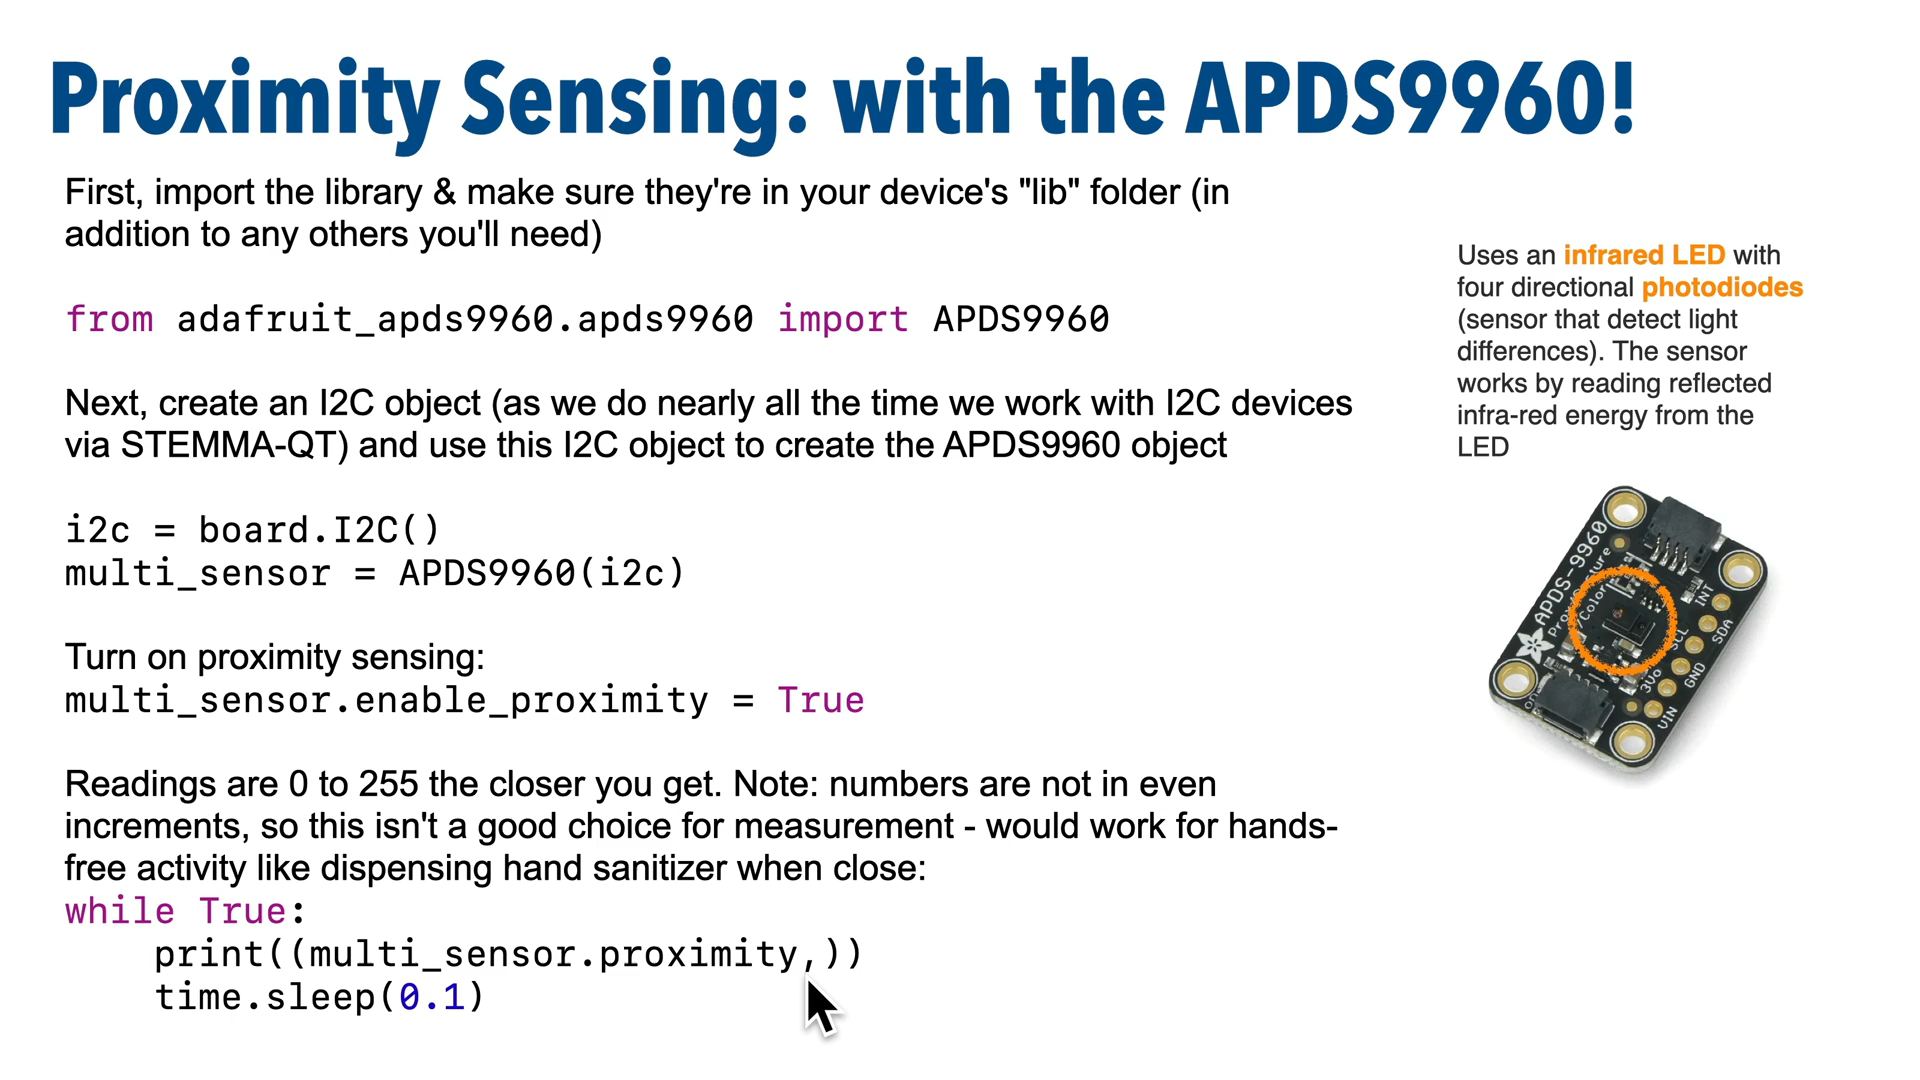 Proximity Sensing: with the APDS9960!
First, import the library & make sure they're in your device's "lib" folder (in
addition to any others you'll need)
from adafruit_apds9960.apds9960 import APDS9960
Next, create an I2C object (as we do nearly all the time we work with I2C devices
via STEMMA-QT) and use this I2C object to create the APDS9960 object
i2c = board.I2C()
multi_sensor = APDS9960(i2c)
Turn on proximity sensing:
multi_sensor.enable_proximity = True
Readings are 0 to 255 the closer you get. Note: numbers are not in even
increments, so this isn't a good choice for measurement - would work for hands-
free activity like dispensing hand sanitizer when close:
while True:
    print((multi_sensor.proximity,))
    time.sleep(0.1)
Uses an infrared LED with
four directional photodiodes
(sensor that detect light
differences). The sensor
works by reading reflected
infra-red energy from the
LED
APDS-9960
/Color
INT
SDA
SCL
GND
3Vo
VIN
on